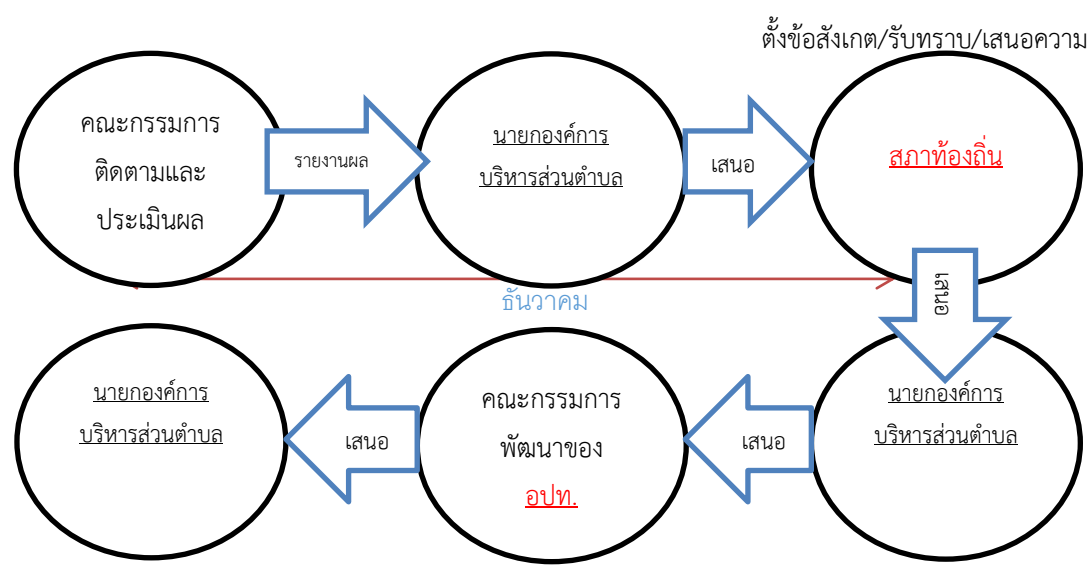 ตั้งข้อสังเกต/รับทราบ/เสนอความ
คณะกรรมการ
ติดตามและ
ประเมินผล
รายงานผล
นายกองค์การ
บริหารส่วนตำบล
เสนอ
สภาท้องถิ่น
ธันวาคม
เสนอ
นายกองค์การ
บริหารส่วนตำบล
เสนอ
คณะกรรมการ
พัฒนาของ
อปท.
เสนอ
นายกองค์การ
บริหารส่วนตำบล